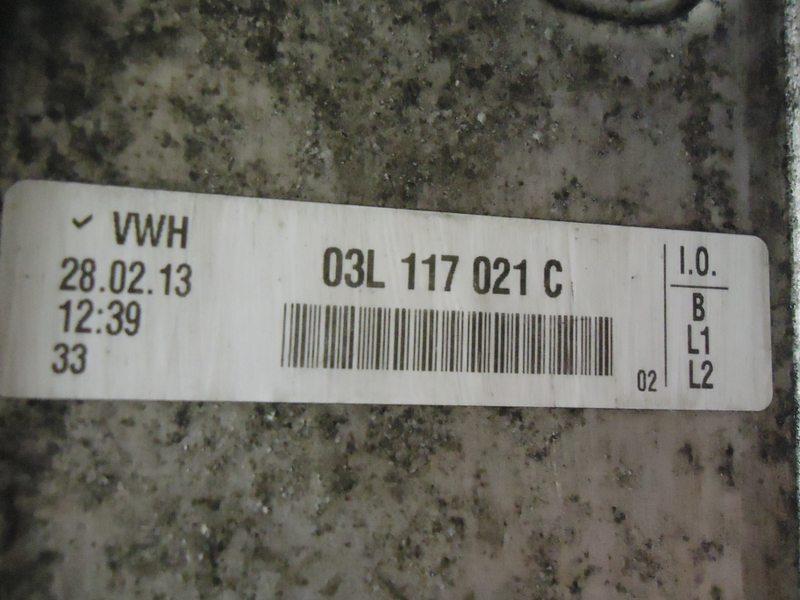 ✓ VWH
28.02.13
12:39
33
03L 117 021 C
02
I.O.
B
L1
L2